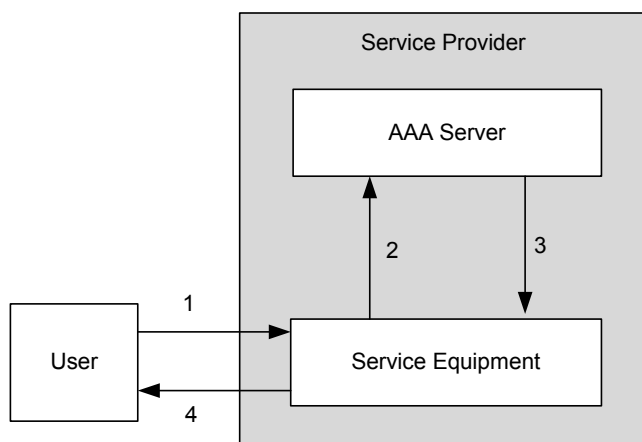 Service Provider
AAA Server
2
3
1
User
Service Equipment
4